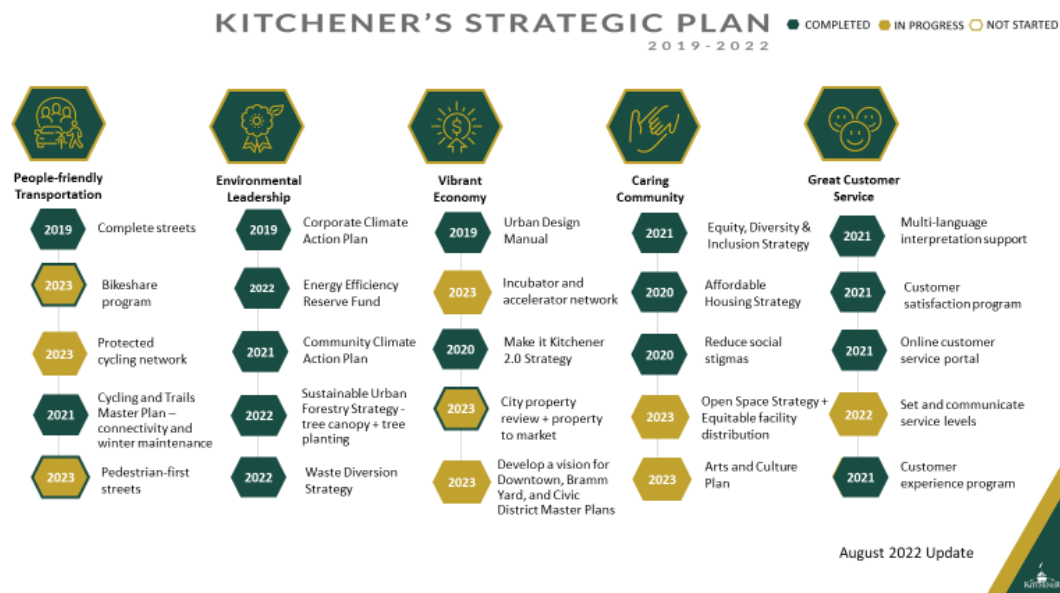 KITCHENER'S STRATEGIC PLAN
2019-2022
COMPLETED
IN PROGRESS
NOT STARTED
People-friendly
Transportation
2019
Complete streets
2023
Bikeshare
program
2023
Protected
cycling network
2021
Cycling and Trails
Master Plan –
connectivity and
winter maintenance
2023
Pedestrian-first
streets
Environmental
Leadership
2019
Corporate Climate
Action Plan
2022
Energy Efficiency
Reserve Fund
2021
Community Climate
Action Plan
2022
Sustainable Urban
Forestry Strategy -
tree canopy + tree
planting
2022
Waste Diversion
Strategy
Vibrant
Economy
2019
Urban Design
Manual
2023
Incubator and
accelerator network
2020
Make it Kitchener
2.0 Strategy
2023
City property
review + property
to market
2023
Develop a vision for
Downtown, Bramm
Yard, and Civic
District Master Plans
Caring
Community
2021
Equity, Diversity &
Inclusion Strategy
2020
Affordable
Housing Strategy
2020
Reduce social
stigmas
2023
Open Space Strategy +
Equitable facility
distribution
2023
Arts and Culture
Plan
Great Customer
Service
2021
Multi-language
interpretation support
2021
Customer
satisfaction program
2021
Online customer
service portal
2022
Set and communicate
service levels
2021
Customer
experience program
August 2022 Update
KITCHENER